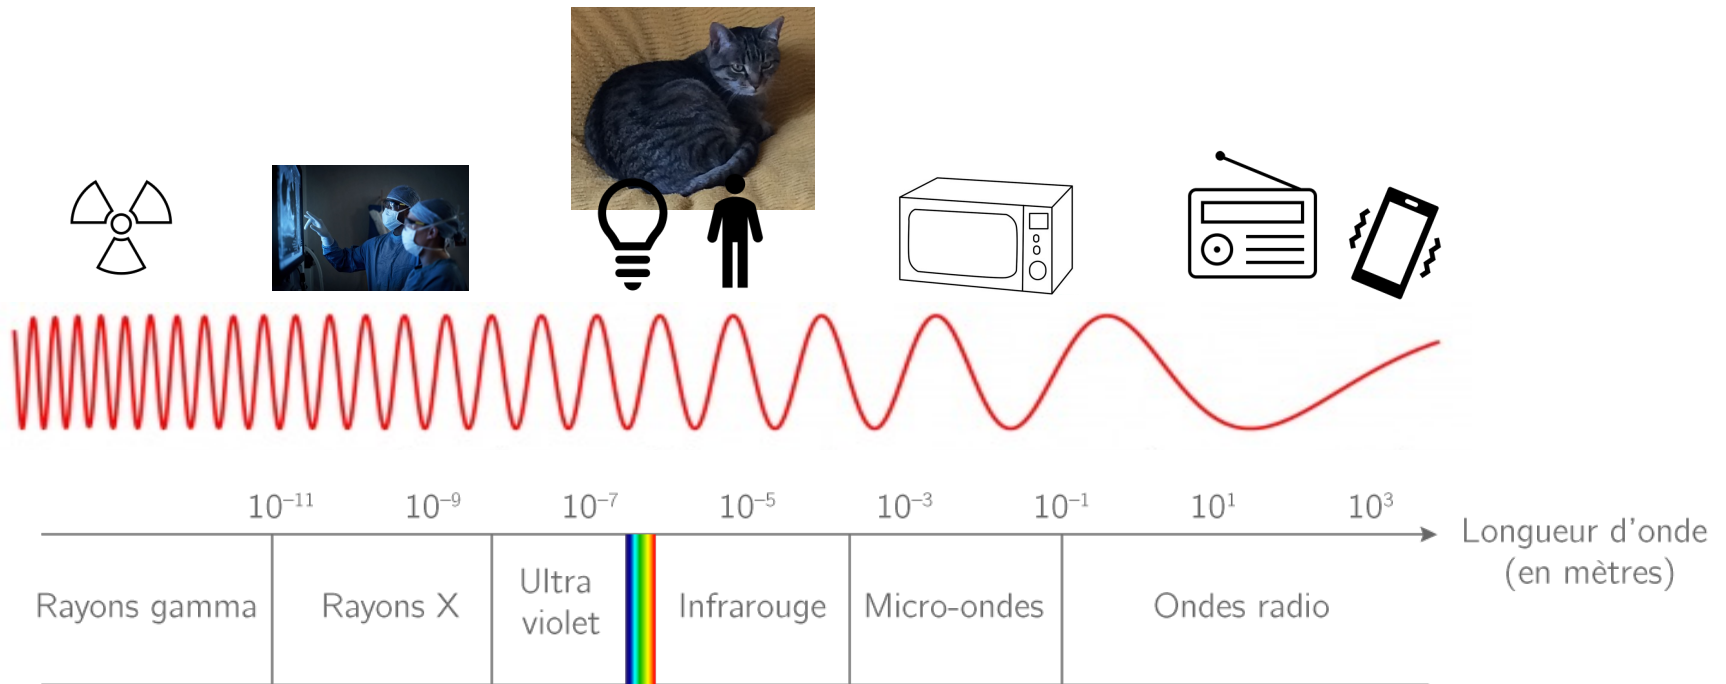 10⁻¹¹ 10⁻⁹ 10⁻⁷ 10⁻⁵ 10⁻³ 10⁻¹ 10¹ 10³
Longueur d'onde
(en mètres)
Rayons gamma
Rayons X
Ultra
violet
Infrarouge
Micro-ondes
Ondes radio